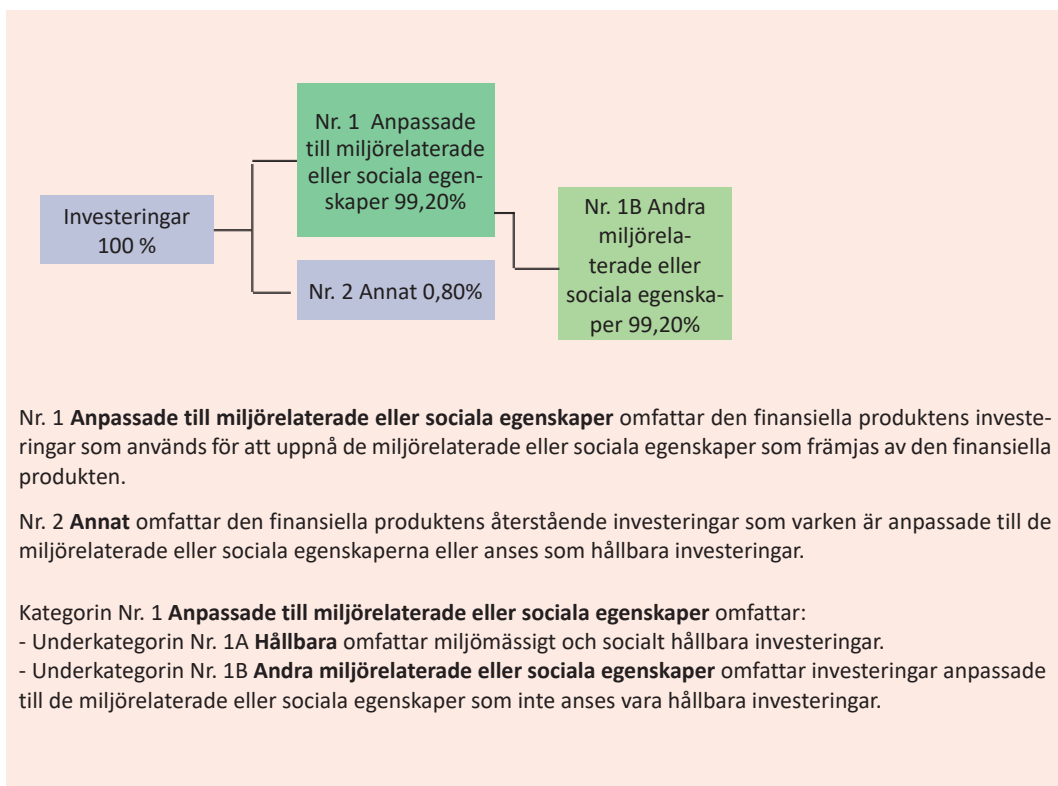 Nr. 1 Anpassade
till miljörelaterade
eller sociala egen-
skaper 99,20%
Investeringar
100 %
Nr. 2 Annat 0,80%
Nr. 1B Andra
miljörela-
terade eller
sociala egenska-
per 99,20%
Nr. 1 Anpassade till miljörelaterade eller sociala egenskaper omfattar den finansiella produktens investe-
ringar som används för att uppnå de miljörelaterade eller sociala egenskaper som främjas av den finansiella
produkten.
Nr. 2 Annat omfattar den finansiella produktens återstående investeringar som varken är anpassade till de
miljörelaterade eller sociala egenskaperna eller anses som hållbara investeringar.
Kategorin Nr. 1 Anpassade till miljörelaterade eller sociala egenskaper omfattar:
- Underkategorin Nr. 1A Hållbara omfattar miljömässigt och socialt hållbara investeringar.
- Underkategorin Nr. 1B Andra miljörelaterade eller sociala egenskaper omfattar investeringar anpassade
till de miljörelaterade eller sociala egenskaper som inte anses vara hållbara investeringar.